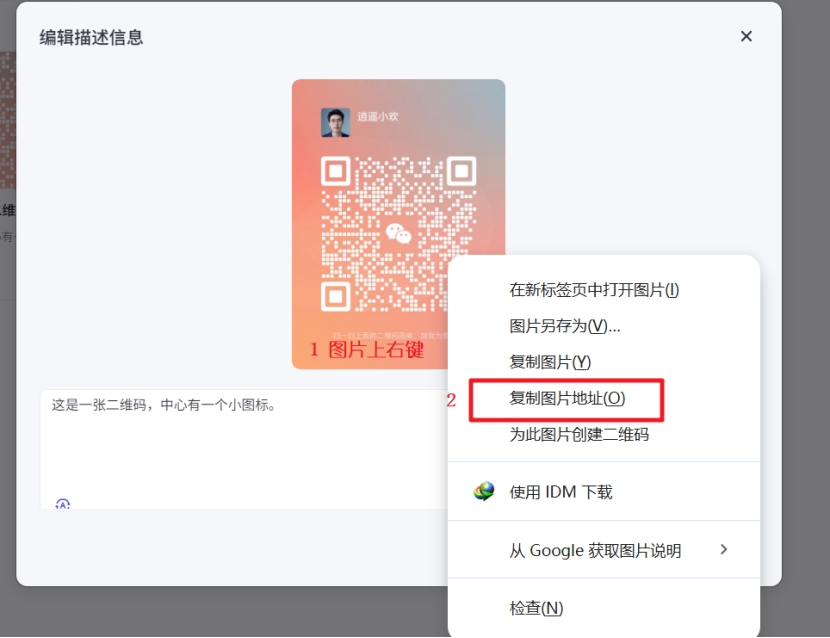 编辑描述信息
逍遥小欢
1 图片上右键
在新标签页中打开图片(I)
图片另存为(V)...
复制图片(Y)
2
复制图片地址(O)
为此图片创建二维码
这是一张二维码，中心有一个小图标。
使用 IDM 下载
从 Google 获取图片说明
检查(N)